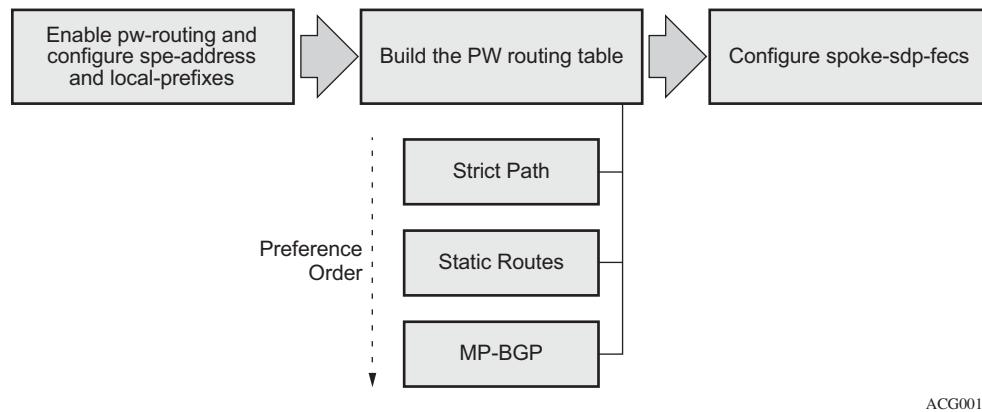 Enable pw-routing and
configure spe-address
and local-prefixes
Build the PW routing table
Configure spoke-sdp-fecs
Strict Path
Static Routes
MP-BGP
Preference
Order
ACG001